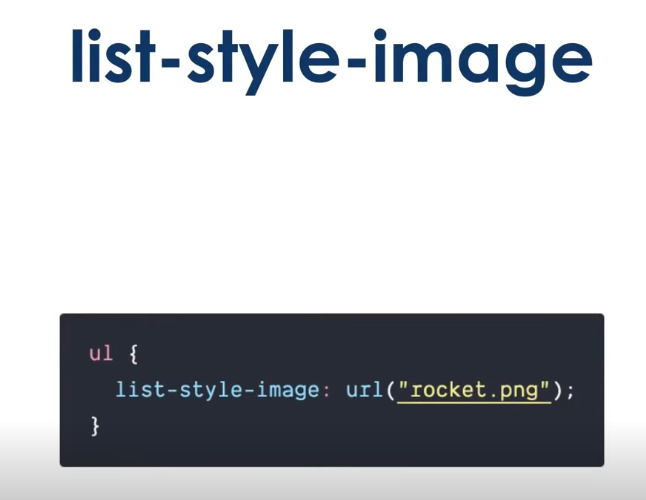 list-style-image
ul {
  list-style-image: url("rocket.png");
}